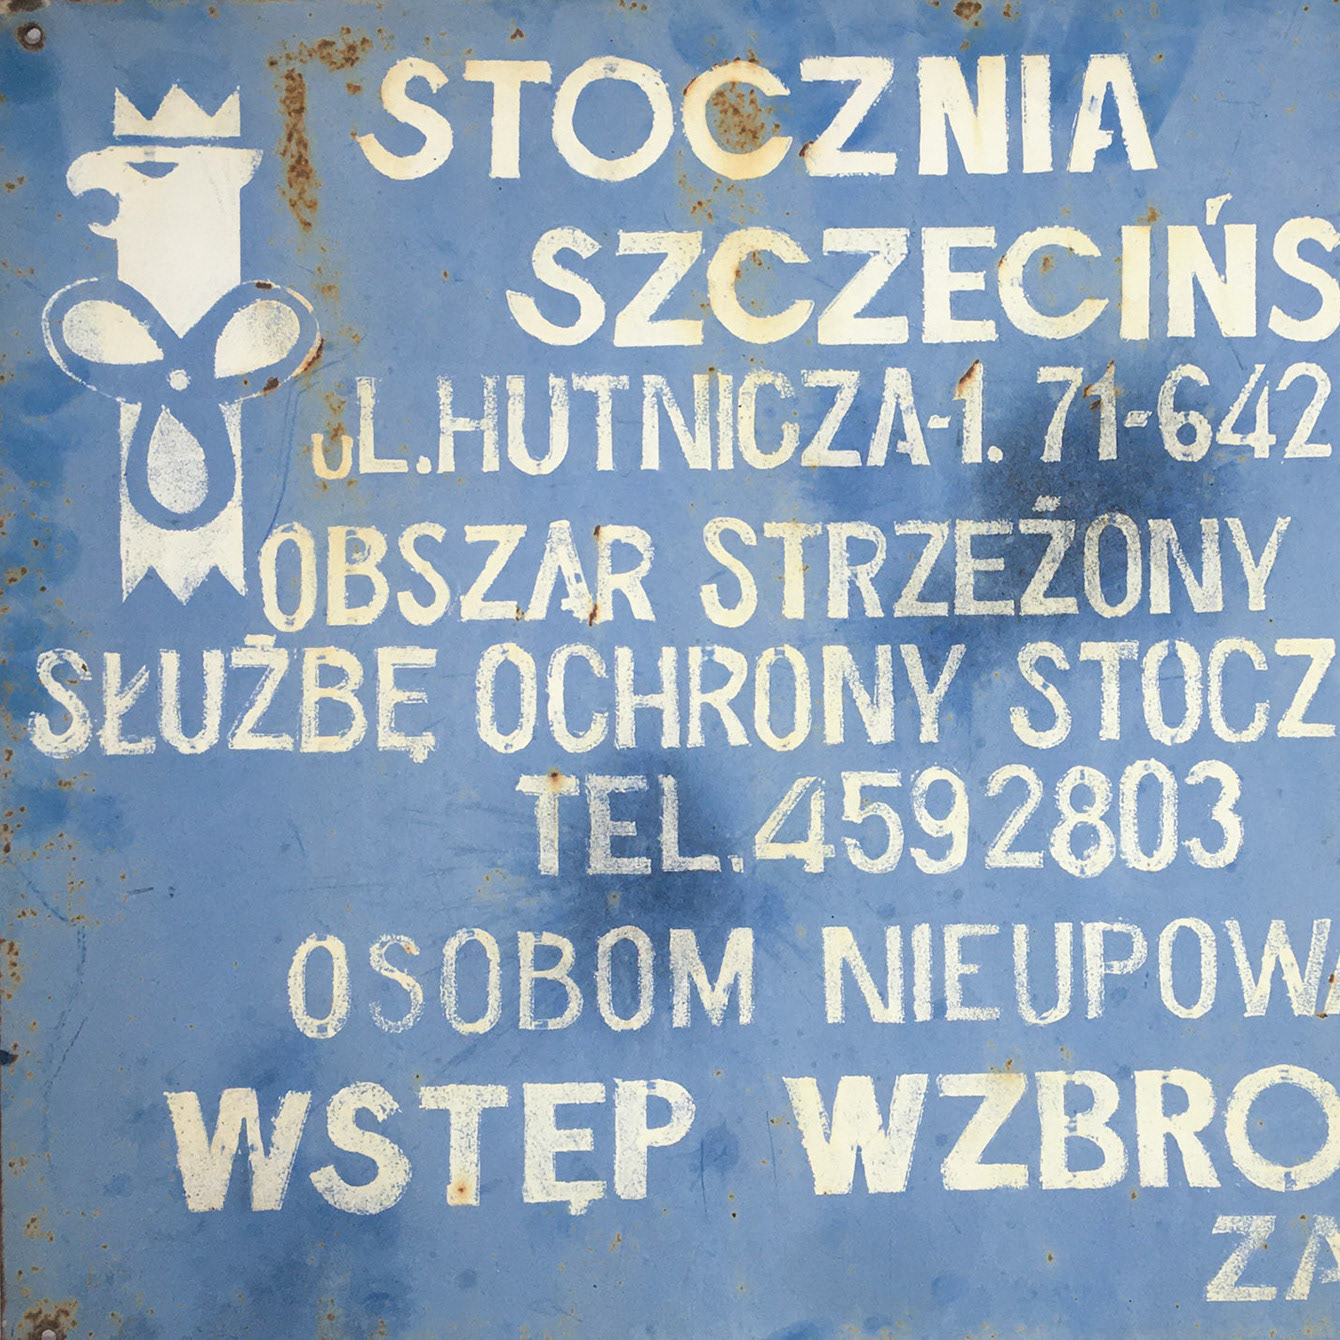 STOCZNIA
SZCZECIŃS
uL.HUTNICZA-1. 71-642
OBSZAR STRZEŻONY
SŁUŻBĘ OCHRONY STOCZ
TEL.4592803
OSOBOM NIEUPOWA
WSTĘP WZBRO
ZA